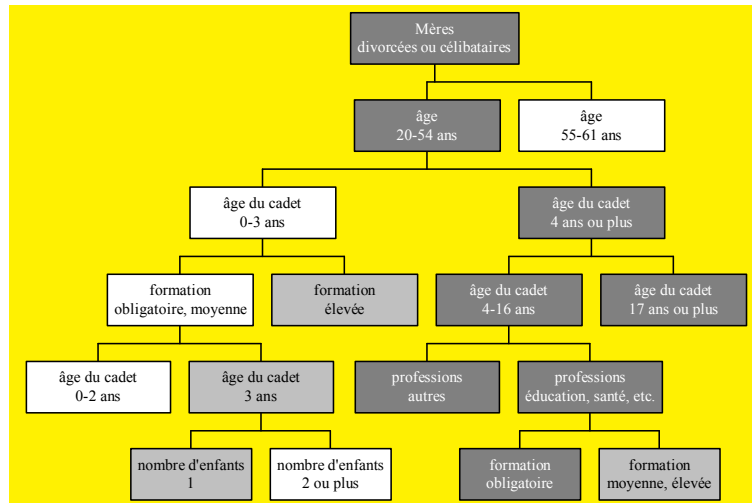 Mères
divorcées ou célibataires
âge
20-54 ans
âge
55-61 ans
âge du cadet
0-3 ans
âge du cadet
4 ans ou plus
formation
obligatoire, moyenne
formation
élevée
âge du cadet
4-16 ans
âge du cadet
17 ans ou plus
âge du cadet
0-2 ans
âge du cadet
3 ans
professions
autres
professions
éducation, santé, etc.
nombre d'enfants
1
nombre d'enfants
2 ou plus
formation
obligatoire
formation
moyenne, élevée